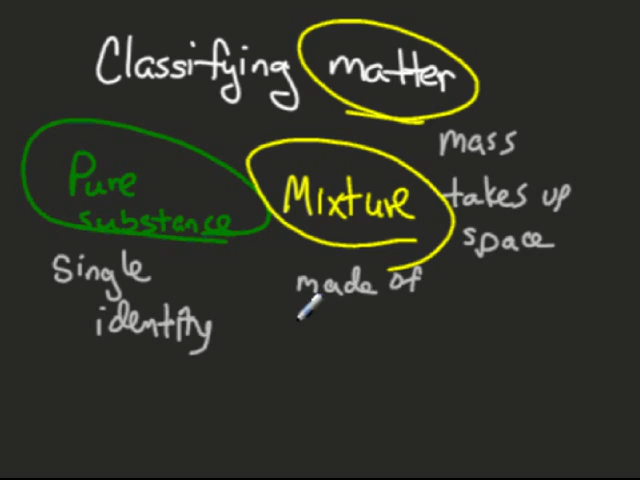 Classifying matter
mass
takes up
space
Pure
substance
Mixture
Single
identity
made of